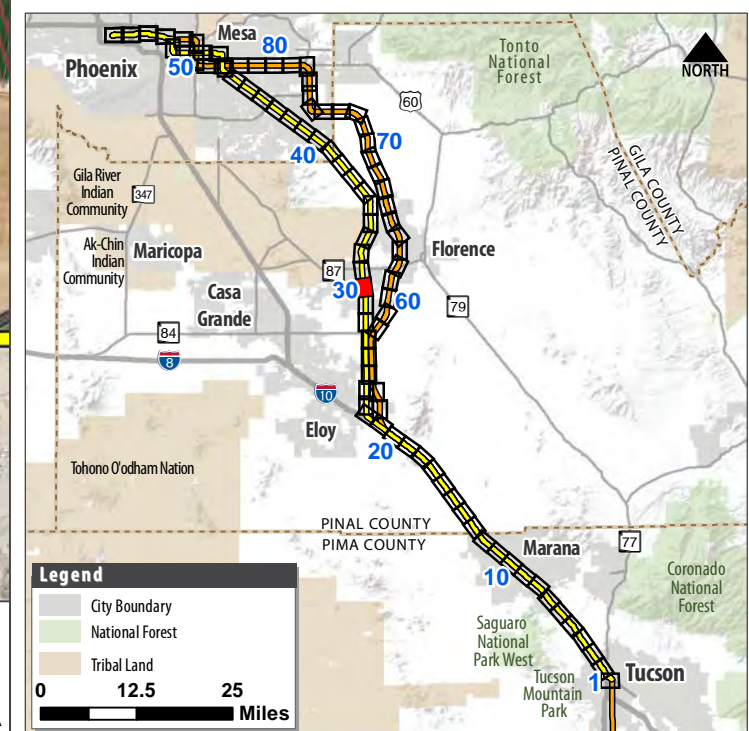 Mesa
80
Tonto
National
Forest
NORTH
Phoenix
50
60
70
40
GILA COUNTY
PINAL COUNTY
Gila River
Indian
Community
347
Ak-Chin
Indian
Community
Maricopa
Florence
87
Casa
Grande
30
60
79
84
8
10
Eloy
20
Tohono O'odham Nation
PINAL COUNTY
PIMA COUNTY
Marana
77
10
Coronado
National
Forest
Saguaro
National
Park West
Tucson
Mountain
Park
1
Tucson
Legend
City Boundary
National Forest
Tribal Land
0 12.5 25
Miles